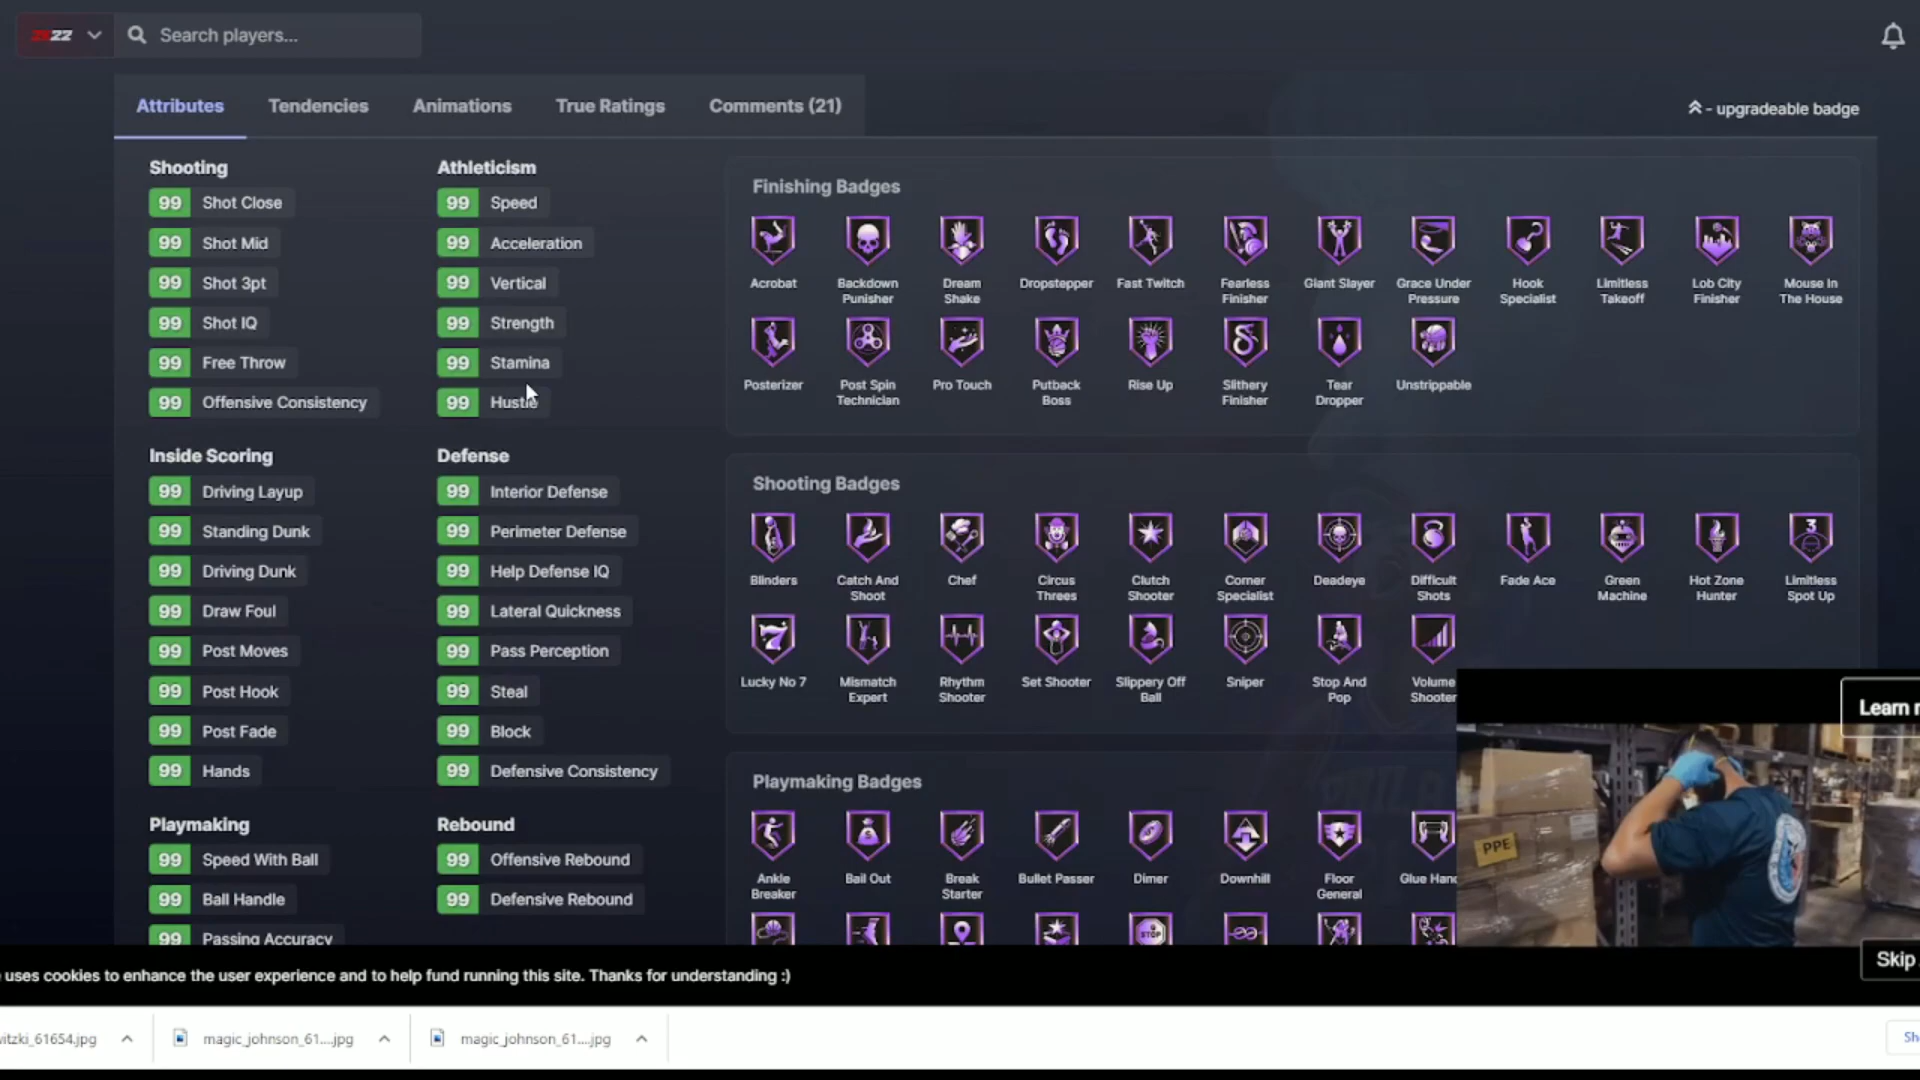 2K22
Search players...
Attributes
Tendencies
Animations
True Ratings
Comments (21)
- upgradeable badge
Shooting
99 Shot Close
99 Shot Mid
99 Shot 3pt
99 Shot IQ
99 Free Throw
99 Offensive Consistency
Athleticism
99 Speed
99 Acceleration
99 Vertical
99 Strength
99 Stamina
99 Hustle
Inside Scoring
99 Driving Layup
99 Standing Dunk
99 Driving Dunk
99 Draw Foul
99 Post Moves
99 Post Hook
99 Post Fade
99 Hands
Defense
99 Interior Defense
99 Perimeter Defense
99 Help Defense IQ
99 Lateral Quickness
99 Pass Perception
99 Steal
99 Block
99 Defensive Consistency
Playmaking
99 Speed With Ball
99 Ball Handle
99 Passing Accuracy
Rebound
99 Offensive Rebound
99 Defensive Rebound
Finishing Badges
Acrobat
Backdown
Punisher
Dream
Shake
Dropstepper
Fast Twitch
Fearless
Finisher
Giant Slayer
Grace Under
Pressure
Hook
Specialist
Limitless
Takeoff
Lob City
Finisher
Mouse In
The House
Posterizer
Post Spin
Technician
Pro Touch
Putback
Boss
Rise Up
Slithery
Finisher
Tear
Dropper
Unstrippable
Shooting Badges
Blinders
Catch And
Shoot
Chef
Circus
Threes
Clutch
Shooter
Corner
Specialist
Deadeye
Difficult
Shots
Fade Ace
Green
Machine
Hot Zone
Hunter
3
Limitless
Spot Up
7
Lucky No 7
Mismatch
Expert
Rhythm
Shooter
Set Shooter
Slippery Off
Ball
Sniper
Stop And
Pop
Volume
Shooter
Playmaking Badges
Ankle
Breaker
Bail Out
Break
Starter
Bullet Passer
Dimer
Downhill
Floor
General
Glue Hand
STOP
Learn
PPE
Skip
uses cookies to enhance the user experience and to help fund running this site. Thanks for understanding :)
witzki_61654.jpg
magic_johnson_61....jpg
magic_johnson_61....jpg
Sh